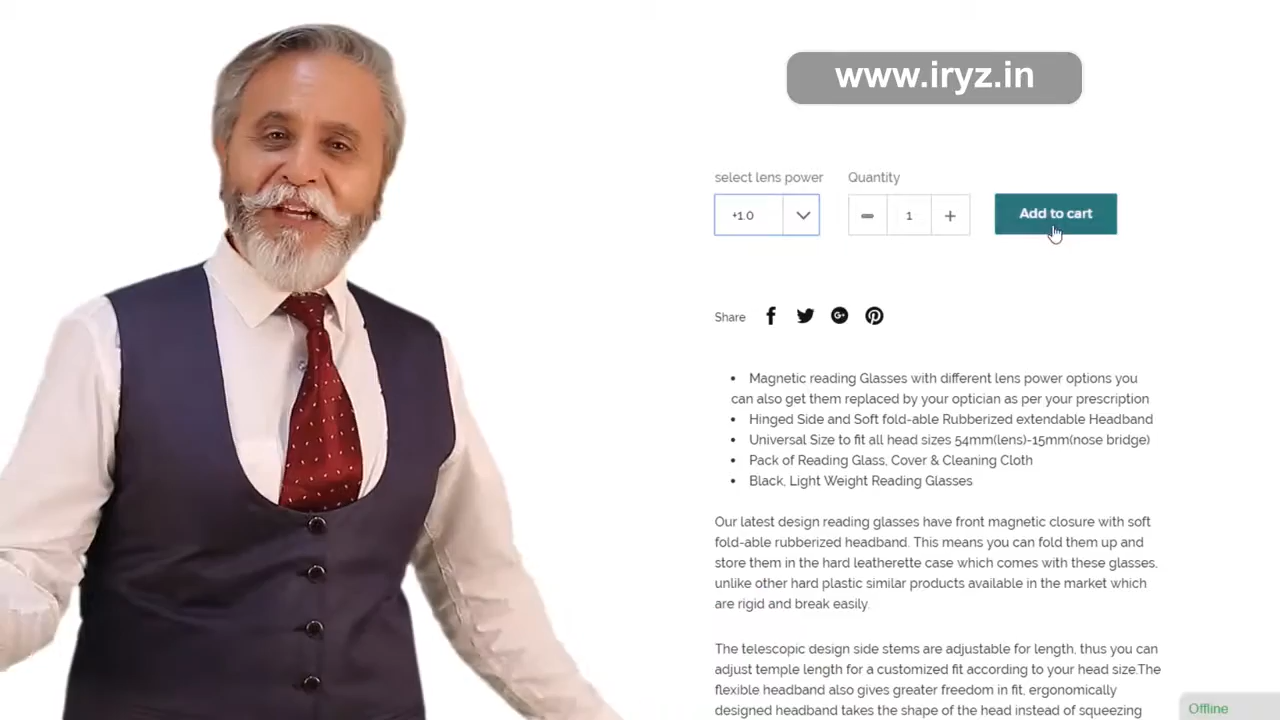 www.iryz.in
select lens power
Quantity
+1.0
1
Add to cart
Share
Magnetic reading Glasses with different lens power options you
can also get them replaced by your optician as per your prescription
Hinged Side and Soft fold-able Rubberized extendable Headband
Universal Size to fit all head sizes 54mm(lens)-15mm(nose bridge)
Pack of Reading Glass, Cover & Cleaning Cloth
Black, Light Weight Reading Glasses
Our latest design reading glasses have front magnetic closure with soft
fold-able rubberized headband. This means you can fold them up and
store them in the hard leatherette case which comes with these glasses,
unlike other hard plastic similar products available in the market which
are rigid and break easily.
The telescopic design side stems are adjustable for length, thus you can
adjust temple length for a customized fit according to your head size.The
flexible headband also gives greater freedom in fit, ergonomically
designed headband takes the shape of the head instead of squeezing
Offline